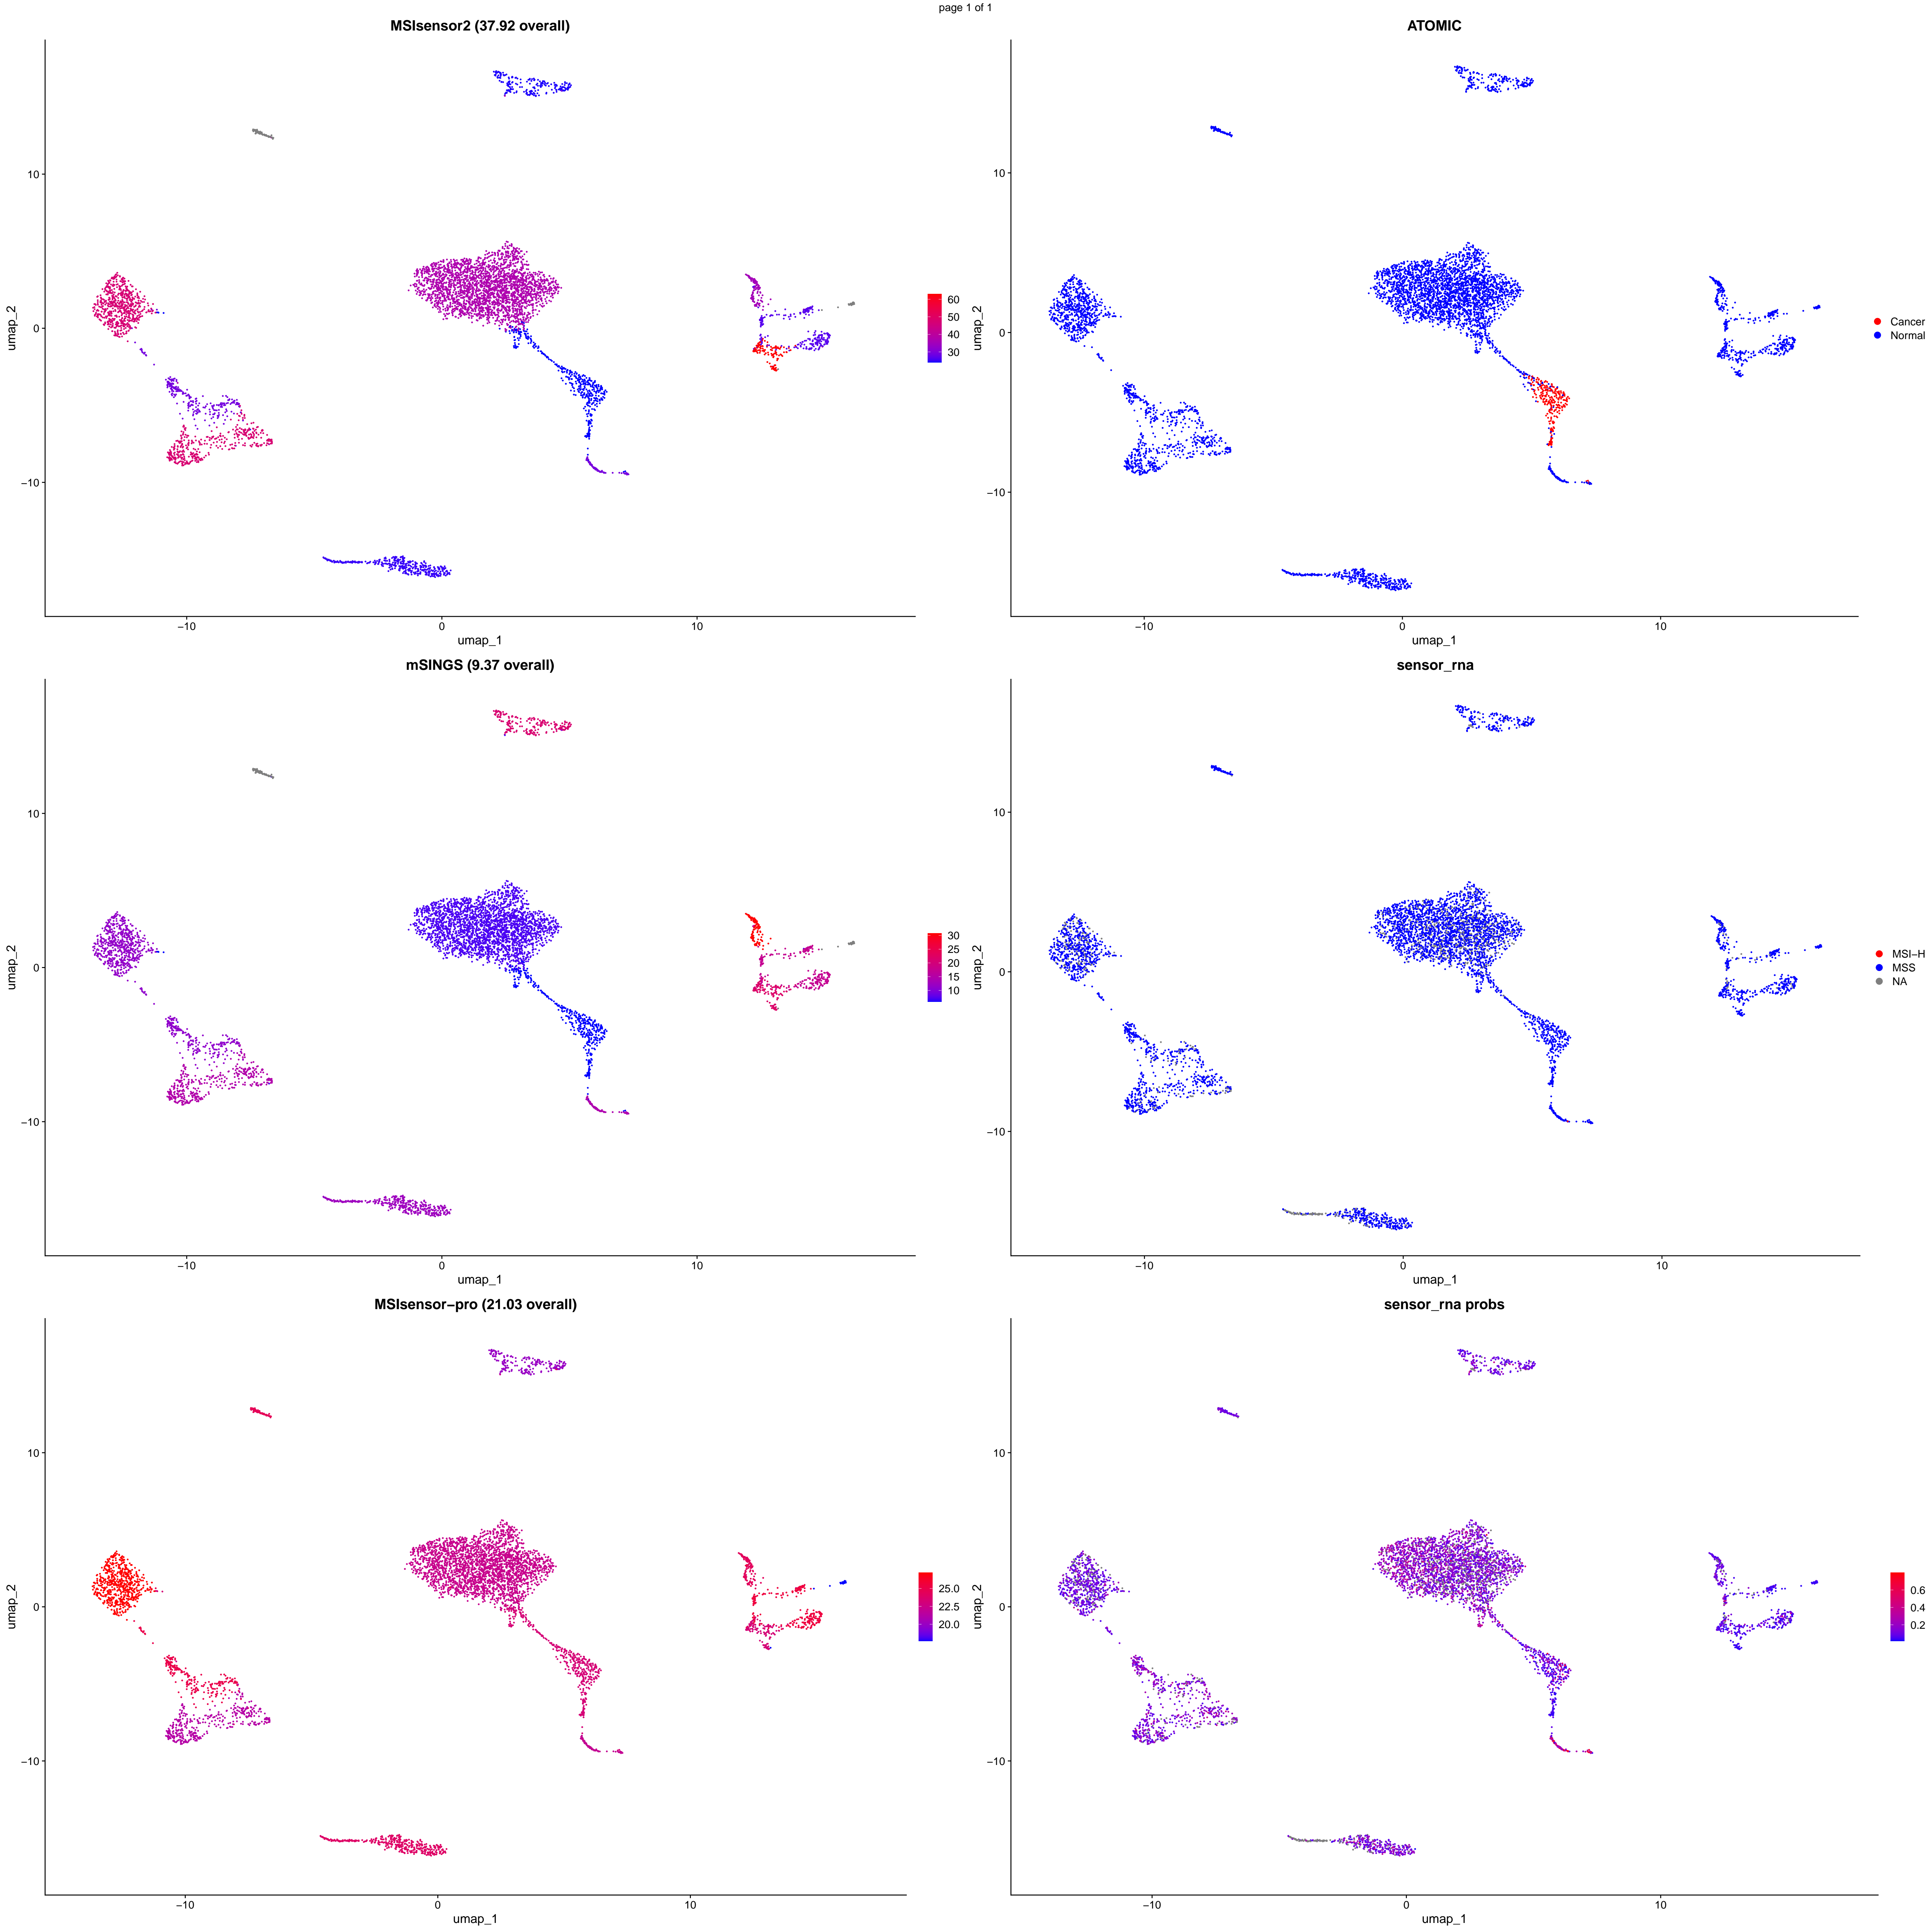 page 1 of 1
MSIsensor2 (37.92 overall)
umap_2
10
0
−10
−10
0
10
umap_1
60
50
40
30
ATOMIC
umap_2
10
0
−10
−10
0
10
umap_1
Cancer
Normal
mSINGS (9.37 overall)
umap_2
10
0
−10
−10
0
10
umap_1
30
25
20
15
10
sensor_rna
umap_2
10
0
−10
−10
0
10
umap_1
MSI−H
MSS
NA
MSIsensor−pro (21.03 overall)
umap_2
10
0
−10
−10
0
10
umap_1
25.0
22.5
20.0
sensor_rna probs
umap_2
10
0
−10
−10
0
10
umap_1
0.6
0.4
0.2